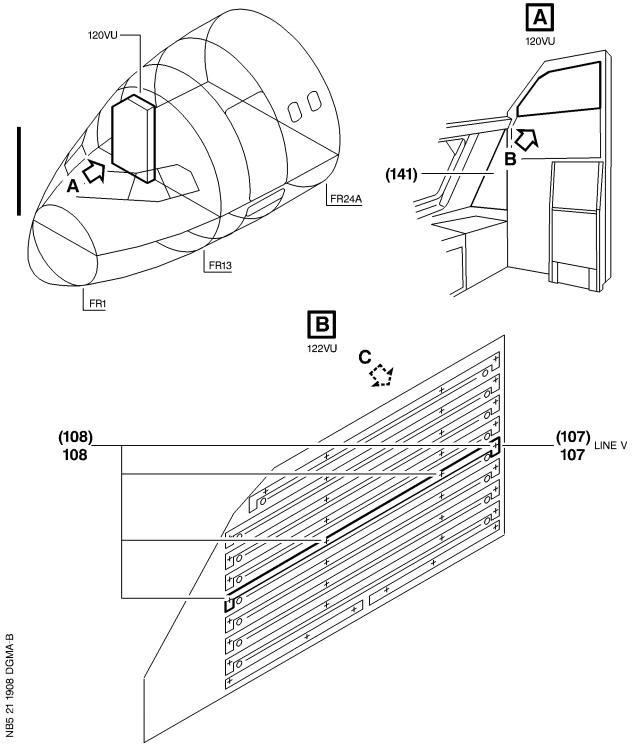 120VU
A
FR24A
FR13
FR1
A
120VU
B
(141)
B
122VU
C
(108)
108
(107)
107
LINE V
NB5 21 1908 DGMA-B